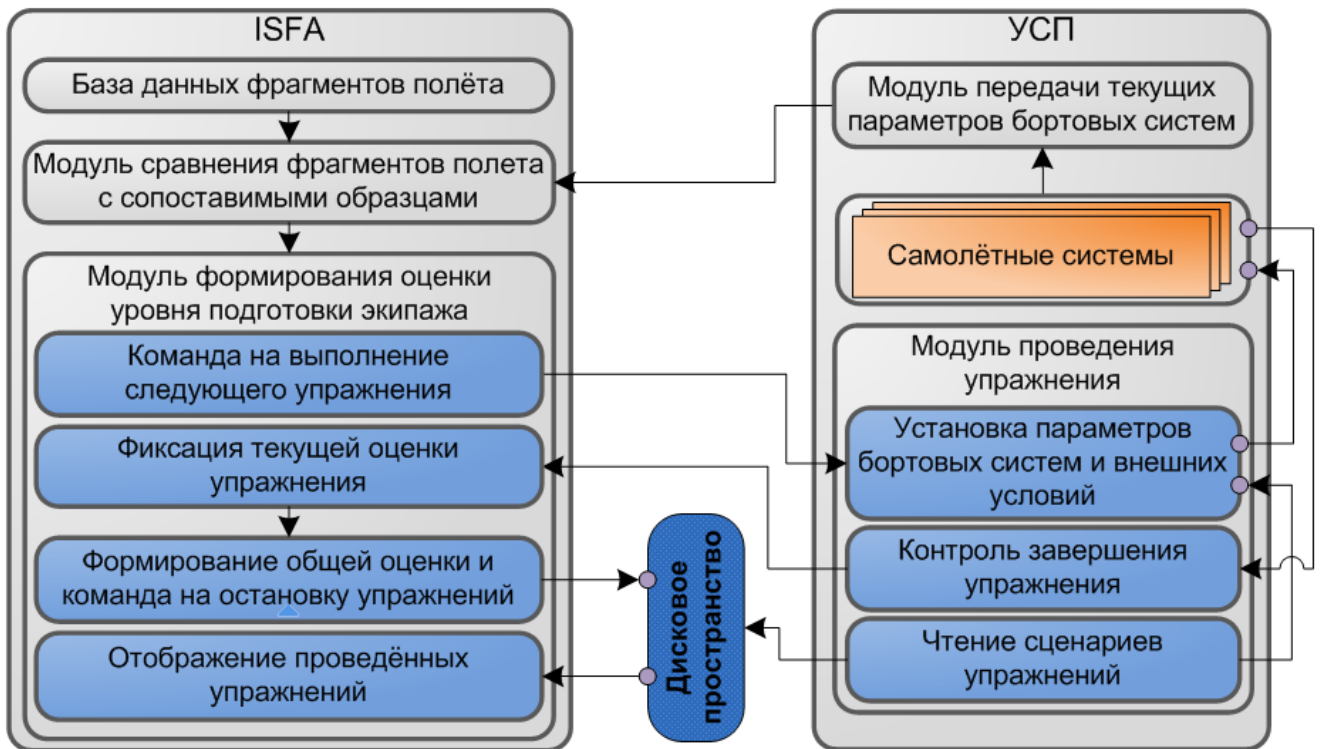 ISFA
База данных фрагментов полёта
Модуль сравнения фрагментов полета
с сопоставимыми образцами
Модуль формирования оценки
уровня подготовки экипажа
Команда на выполнение
следующего упражнения
Фиксация текущей оценки
упражнения
Формирование общей оценки и
команда на остановку упражнений
Отображение проведённых
упражнений
Дисковое
пространство
УСП
Модуль передачи текущих
параметров бортовых систем
Самолётные системы
Модуль проведения
упражнения
Установка параметров
бортовых систем и внешних
условий
Контроль завершения
упражнения
Чтение сценариев
упражнений